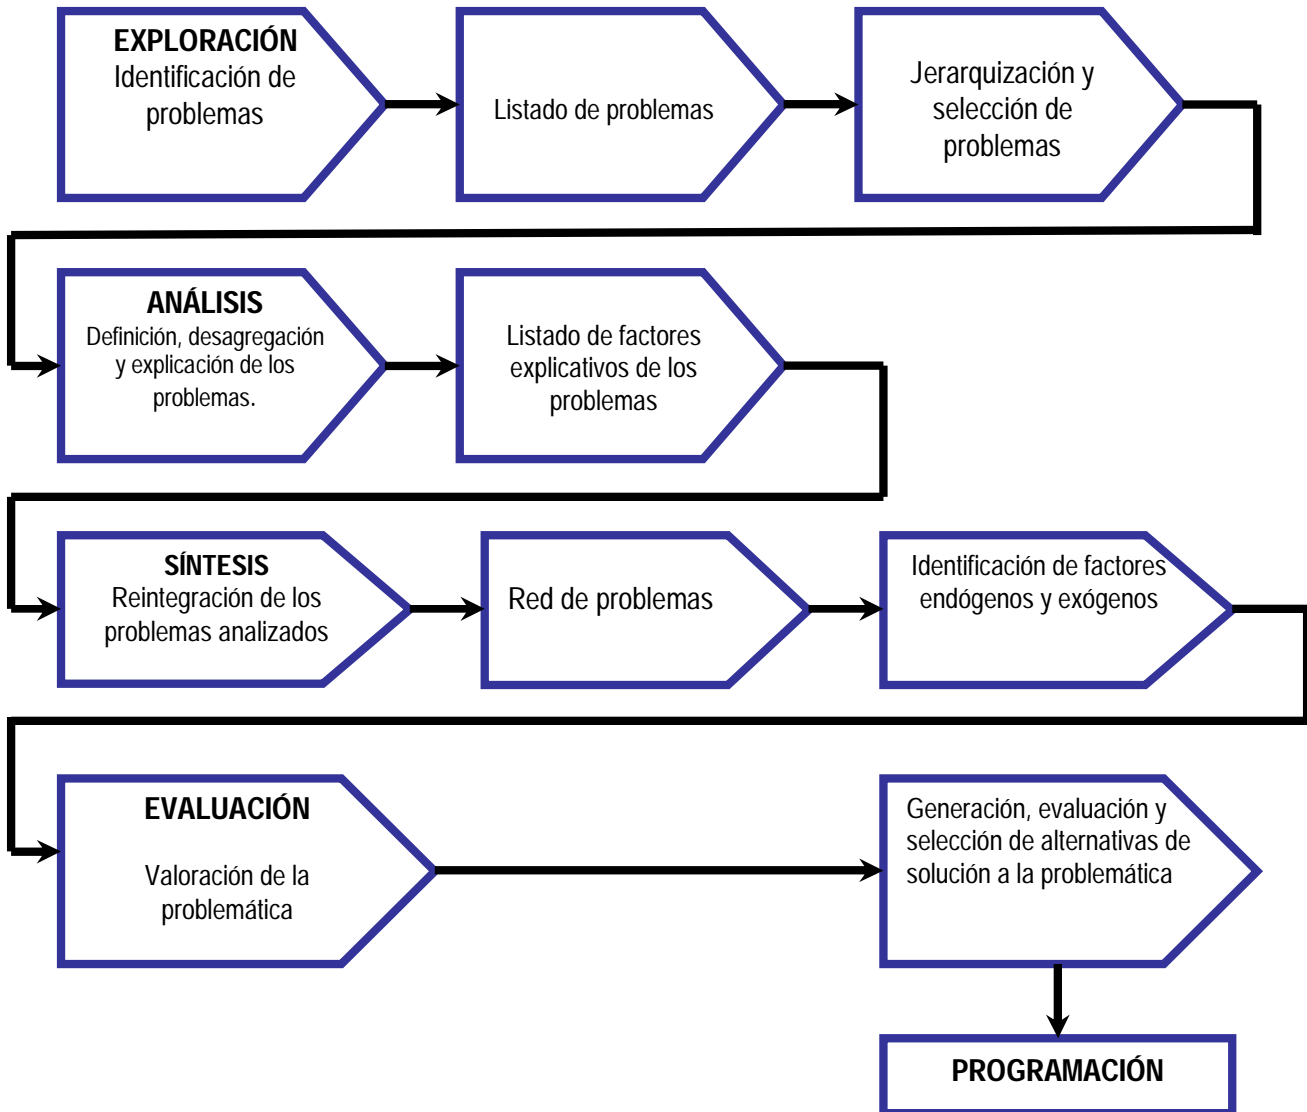 EXPLORACIÓN
Identificación de
problemas
Listado de problemas
Jerarquización y
selección de
problemas
ANÁLISIS
Definición, desagregación
y explicación de los
problemas.
Listado de factores
explicativos de los
problemas
SÍNTESIS
Reintegración de los
problemas analizados
Red de problemas
Identificación de factores
endógenos y exógenos
EVALUACIÓN
Valoración de la
problemática
Generación, evaluación y
selección de alternativas de
solución a la problemática
PROGRAMACIÓN